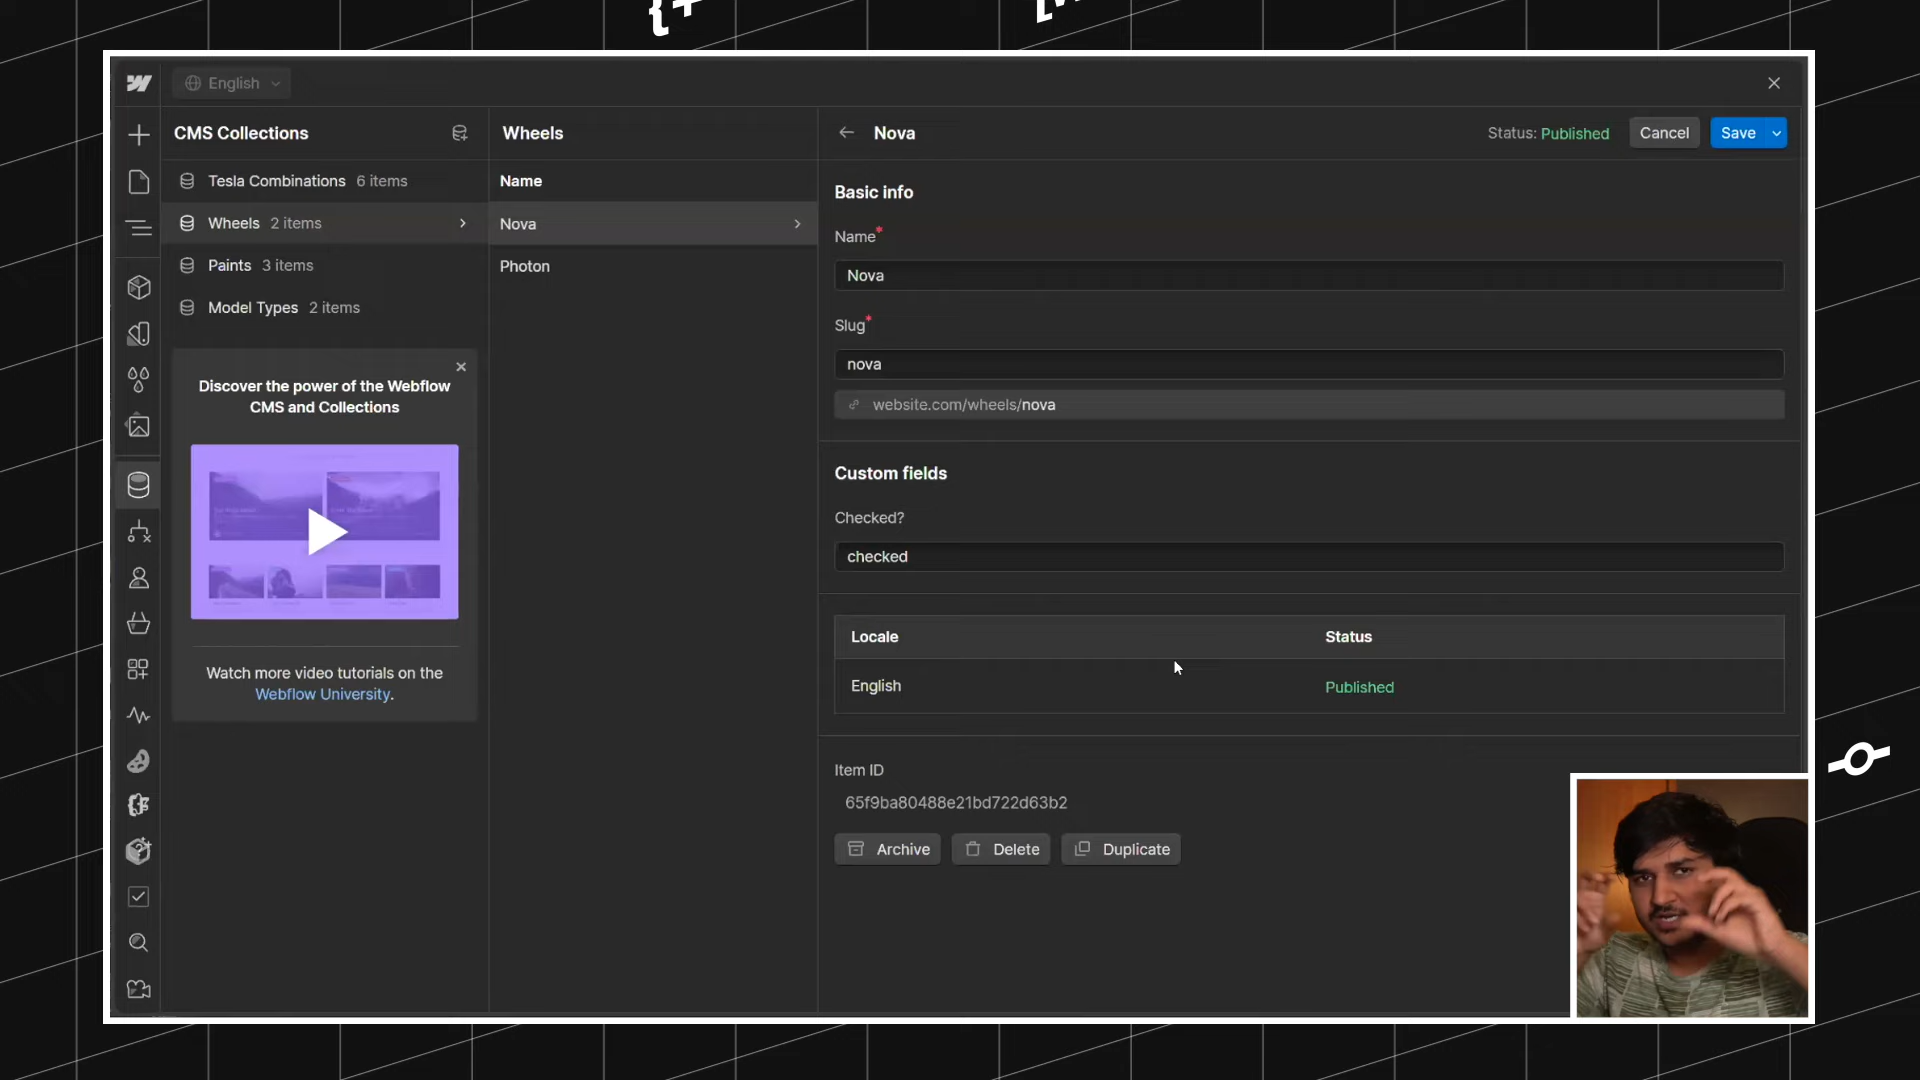 English
CMS Collections
Tesla Combinations 6 items
Wheels 2 items
Paints 3 items
Model Types 2 items
Discover the power of the Webflow
CMS and Collections
Watch more video tutorials on the
Webflow University.
Wheels
Name
Nova
Photon
Nova
Status: Published
Cancel
Save
Basic info
Name*
Nova
Slug*
nova
website.com/wheels/nova
Custom fields
Checked?
checked
Locale Status
English Published
Item ID
65f9ba80488e21bd722d63b2
Archive
Delete
Duplicate